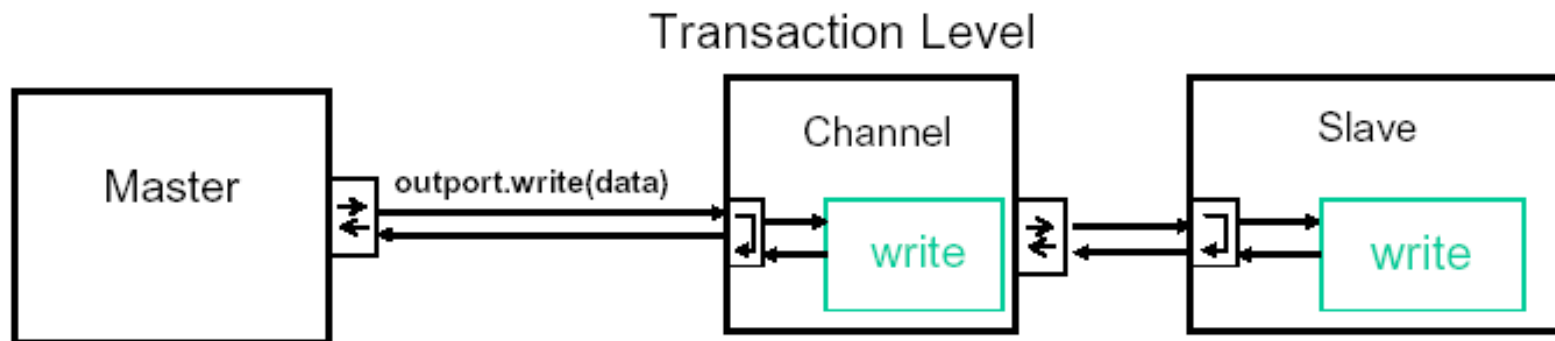 Transaction Level
Master
outport.write(data)
Channel
write
Slave
write